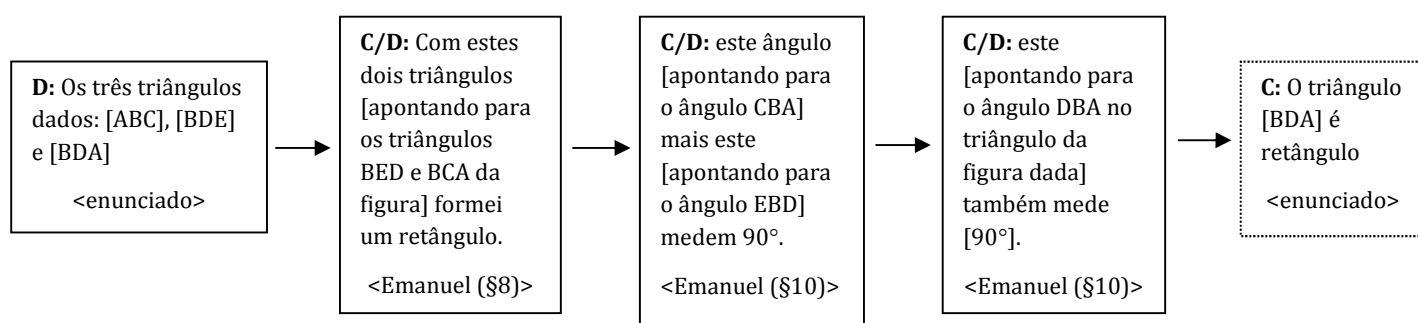 D: Os três triângulos
dados: [ABC], [BDE]
e [BDA]
<enunciado>
C/D: Com estes
dois triângulos
[apontando para
os triângulos
BED e BCA da
figura] formei
um retângulo.
<Emanuel (§8)>
C/D: este ângulo
[apontando para
o ângulo CBA]
mais este
[apontando para
o ângulo EBD]
medem 90°.
<Emanuel (§10)>
C/D: este
[apontando para
o ângulo DBA no
triângulo da
figura dada]
também mede
[90°].
<Emanuel (§10)>
C: O triângulo
[BDA] é
retângulo
<enunciado>